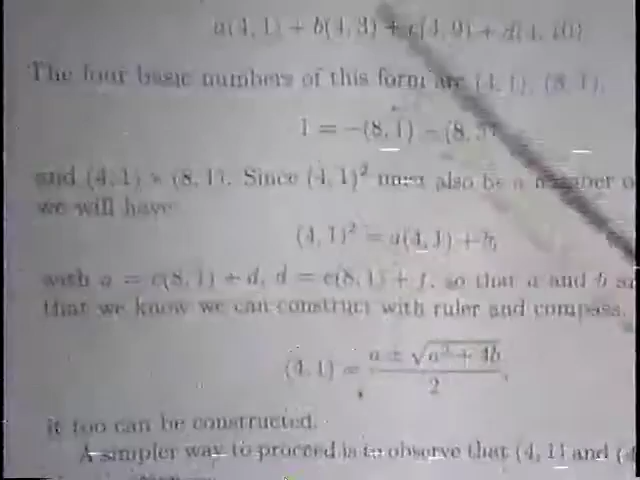 a(4, 1) + b(4, 3) + c(4, 9) + d(4, 10)
The four basic numbers of this form are (4, 1), (8, 1),
1 = −(8, 1) − (8, 3)
and (4, 1) × (8, 1). Since (4, 1)² must also be a number
we will have
(4, 1)² = a(4, 1) + b,
with a = c(8, 1) + d, b = e(8, 1) + f, so that a and b
that we know we can construct with ruler and compass.
(4, 1) = a ± √a² + 4b / 2,
it too can be constructed.
A simpler way to proceed is to observe that (4, 1) and